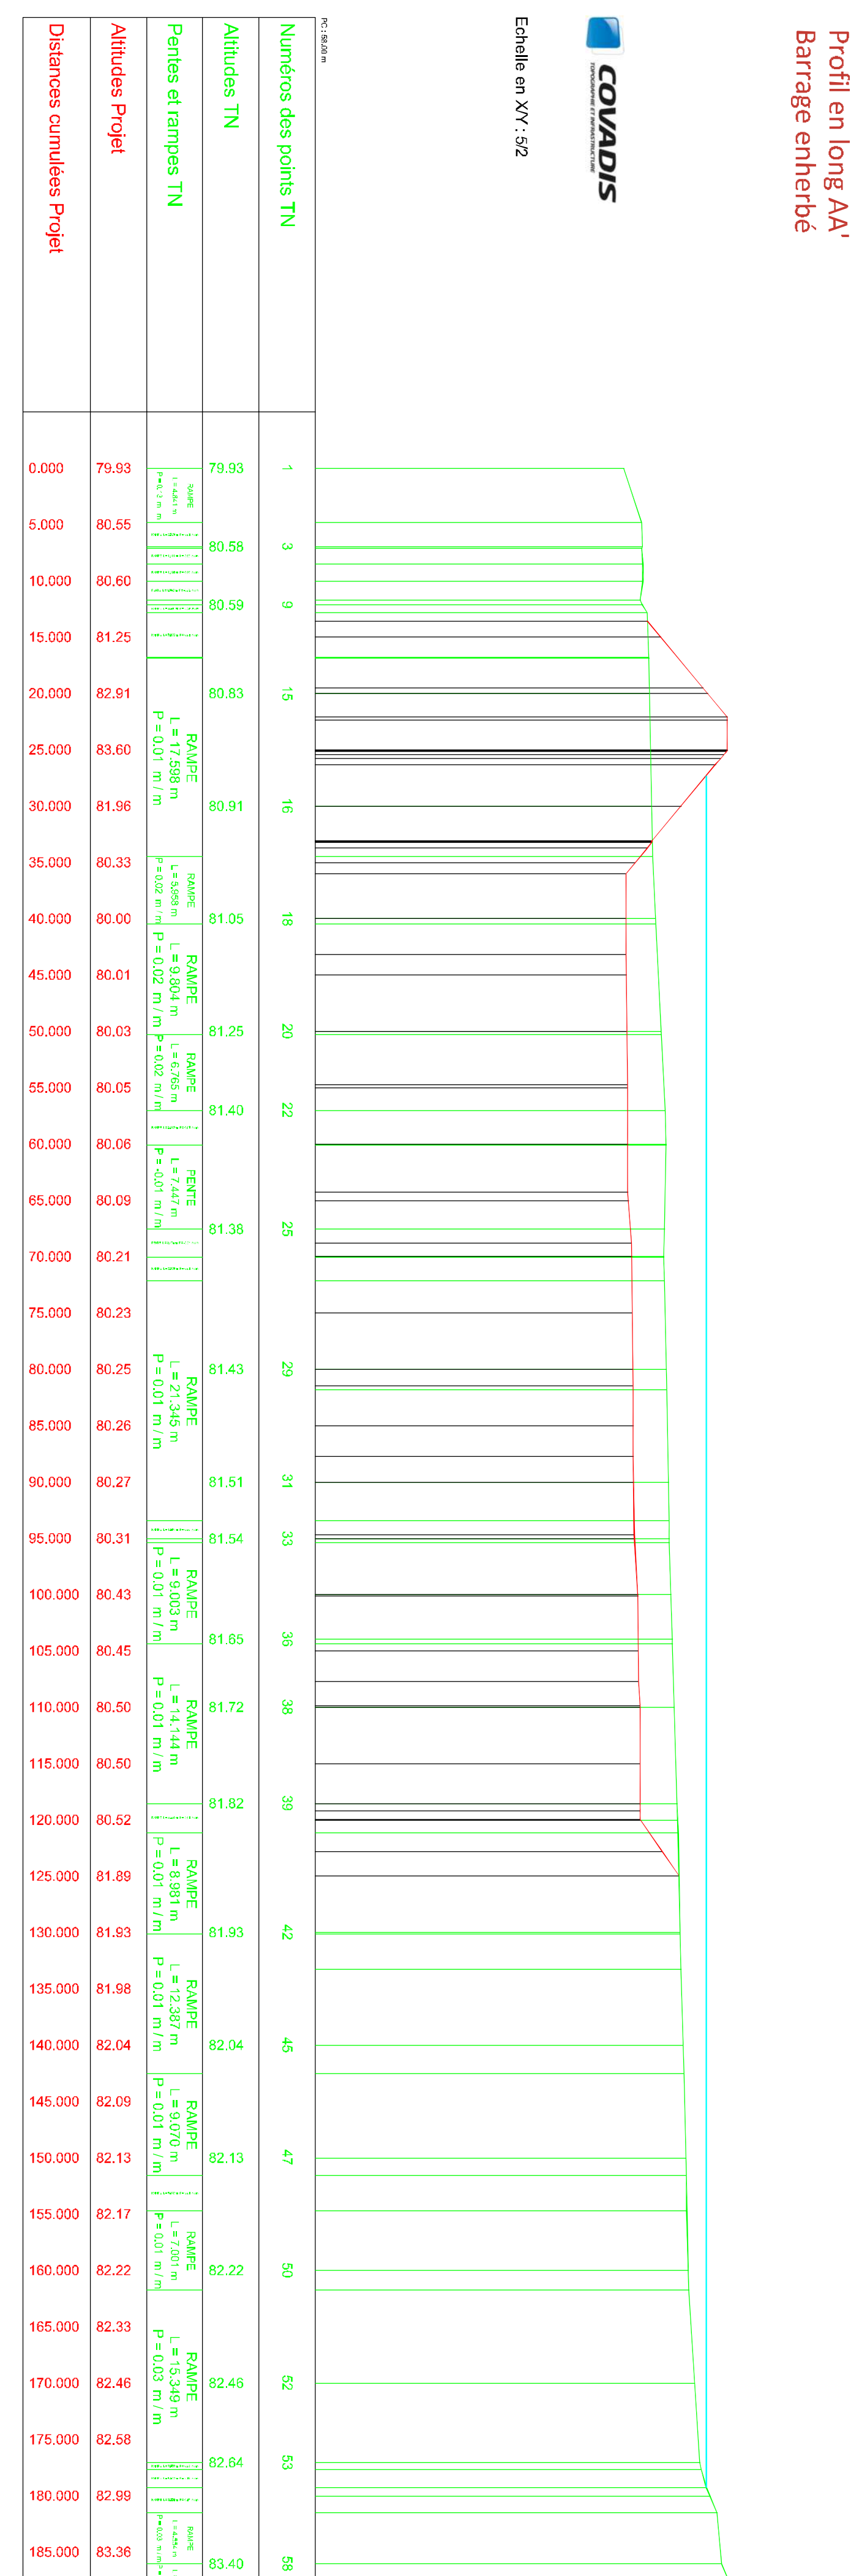 Profil en long AA'
Barrage enherbé
COVADIS
TOPOGRAPHIE ET INFRASTRUCTURE
Echelle en X/Y : 5/2
PC : 58.00 m
Numéros des points TN
1 3 9 15 16 18 20 22 25 29 31 33 36 38 39 42 45 47 50 52 53 58
Altitudes TN
79.93 80.58 80.59 80.83 80.91 81.05 81.25 81.40 81.38 81.43 81.51 81.54 81.65 81.72 81.82 81.93 82.04 82.13 82.22 82.46 82.64 83.40
Pentes et rampes TN
RAMPE
RAMPE
L = 17.598 m
P = 0.01 m / m
RAMPE
L = 5.958 m
P = 0.02 m / m
RAMPE
L = 9.804 m
P = 0.02 m / m
RAMPE
L = 6.765 m
P = 0.02 m / m
PENTE
L = 7.447 m
P = -0.01 m / m
RAMPE
L = 21.345 m
P = 0.01 m / m
RAMPE
L = 9.003 m
P = 0.01 m / m
RAMPE
L = 14.144 m
P = 0.01 m / m
RAMPE
L = 8.981 m
P = 0.01 m / m
RAMPE
L = 12.387 m
P = 0.01 m / m
RAMPE
L = 9.070 m
P = 0.01 m / m
RAMPE
L = 7.001 m
P = 0.01 m / m
RAMPE
L = 15.349 m
P = 0.03 m / m
RAMPE
Altitudes Projet
79.93 80.55 80.60 81.25 82.91 83.60 81.96 80.33 80.00 80.01 80.03 80.05 80.06 80.09 80.21 80.23 80.25 80.26 80.27 80.31 80.43 80.45 80.50 80.50 80.52 81.89 81.93 81.98 82.04 82.09 82.13 82.17 82.22 82.33 82.46 82.58 82.99 83.36
Distances cumulées Projet
0.000 5.000 10.000 15.000 20.000 25.000 30.000 35.000 40.000 45.000 50.000 55.000 60.000 65.000 70.000 75.000 80.000 85.000 90.000 95.000 100.000 105.000 110.000 115.000 120.000 125.000 130.000 135.000 140.000 145.000 150.000 155.000 160.000 165.000 170.000 175.000 180.000 185.000